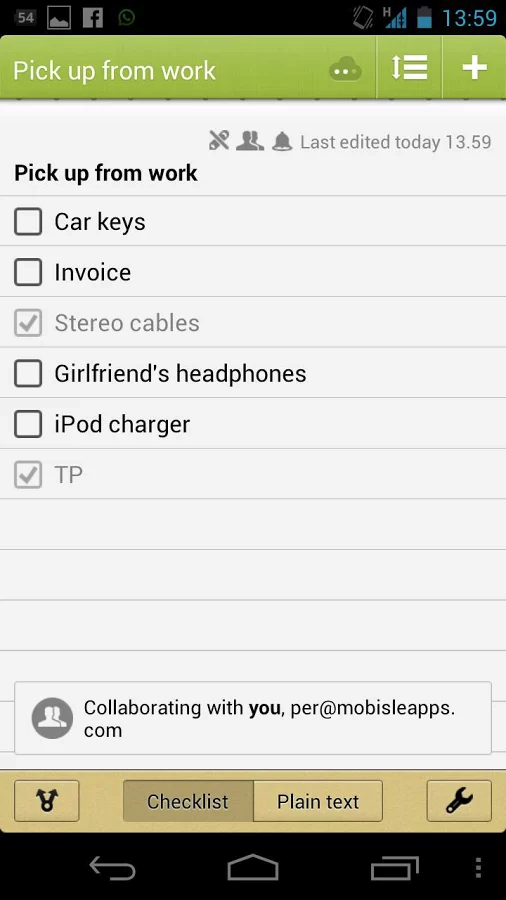 54
H
13:59
Pick up from work
Last edited today 13.59
Pick up from work
Car keys
Invoice
Stereo cables
Girlfriend's headphones
iPod charger
TP
Collaborating with you, per@mobisleapps.
com
Checklist
Plain text